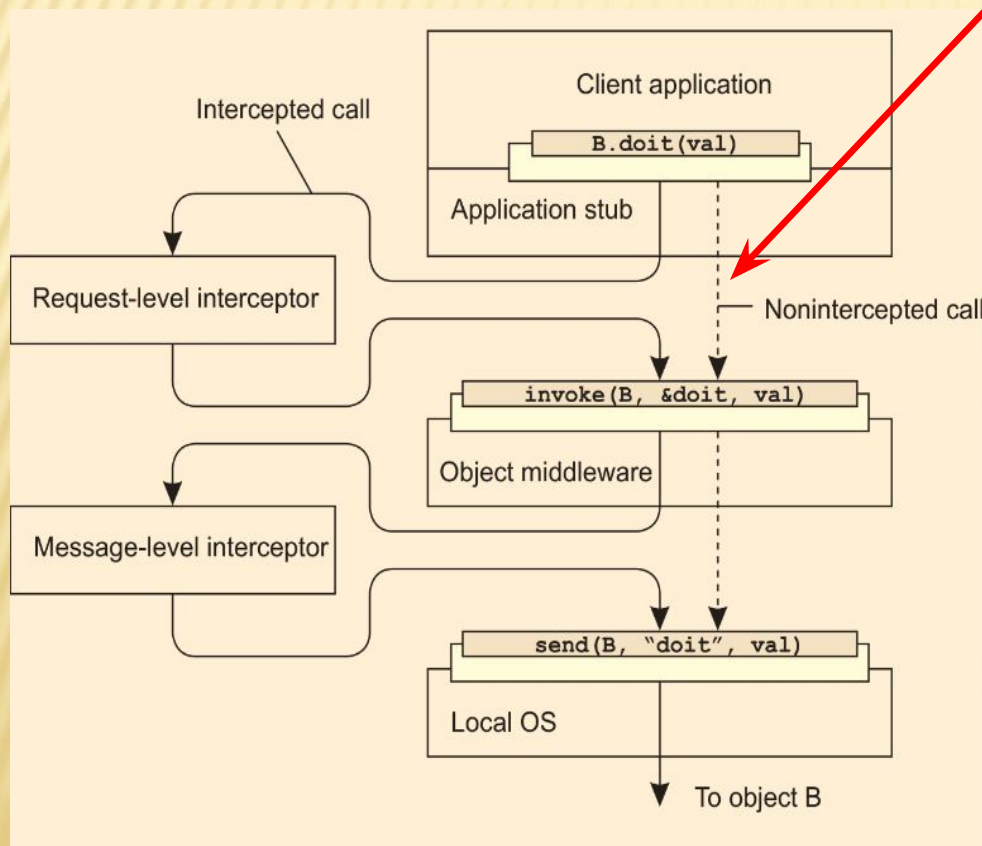 Client application
Intercepted call
B.doit(val)
Application stub
Request-level interceptor
Nonintercepted call
invoke(B, &doit, val)
Object middleware
Message-level interceptor
send(B, “doit”, val)
Local OS
To object B